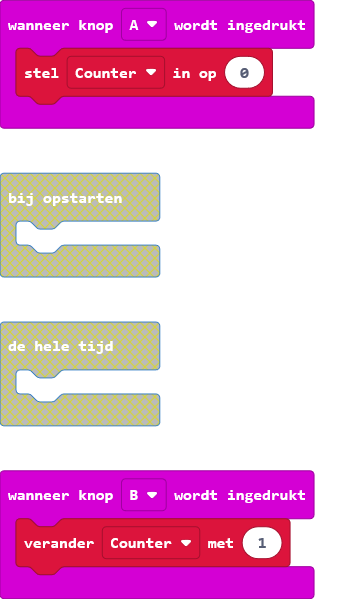 wanneer knop A wordt ingedrukt
stel Counter in op 0
bij opstarten
de hele tijd
wanneer knop B wordt ingedrukt
verander Counter met 1